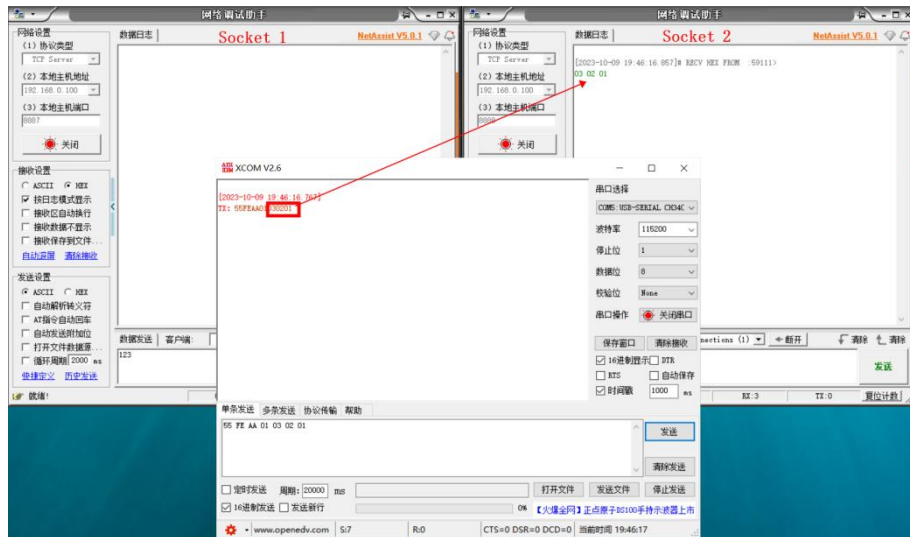 网络调试助手
网络设置
(1) 协议类型
TCP Server
(2) 本地主机地址
192.168.0.100
(3) 本地主机端口
8887
关闭
接收设置
ASCII HEX
按日志模式显示
接收区自动换行
接收数据不显示
接收保存到文件...
自动滚屏 清除接收
发送设置
ASCII HEX
自动解析转义符
AT指令自动回车
自动发送附加位
打开文件数据源...
循环周期 2000 ms
快捷定义 历史发送
就绪!
数据日志
Socket 1
NetAssist V5.0.1
数据发送 客户端:
123
网络调试助手
网络设置
(1) 协议类型
TCP Server
(2) 本地主机地址
192.168.0.100
(3) 本地主机端口
关闭
数据日志
Socket 2
NetAssist V5.0.1
[2023-10-09 19:46:16.857]# RECV HEX FROM :59111>
03 02 01
nections (1) 断开 清除 清除
发送
RX:3 TX:0 复位计数
XCOM V2.6
[2023-10-09 19:46:16.767]
TX: 55FEAA01030201
串口选择
COM5:USB-SERIAL CH34C
波特率 115200
停止位 1
数据位 8
校验位 None
串口操作 关闭串口
保存窗口 清除接收
16进制显示 DTR
RTS 自动保存
时间戳 1000 ms
单条发送 多条发送 协议传输 帮助
55 FE AA 01 03 02 01
发送
清除发送
定时发送 周期: 20000 ms 打开文件 发送文件 停止发送
16进制发送 发送新行 0% 【火爆全网】正点原子DS100手持示波器上市
www.openedv.com S:7 R:0 CTS=0 DSR=0 DCD=0 当前时间 19:46:17